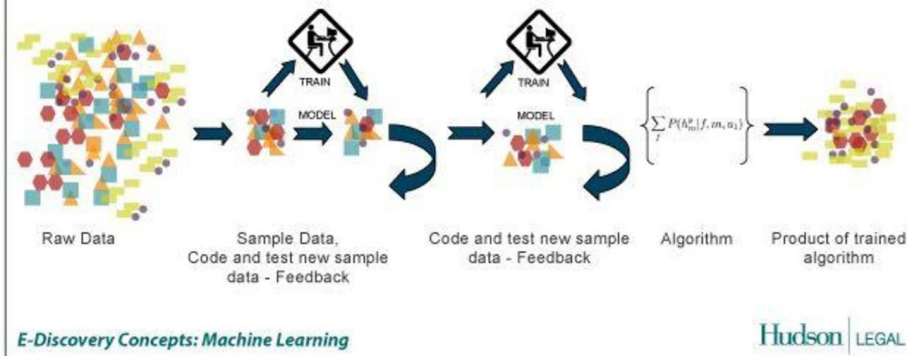 TRAIN
MODEL
TRAIN
MODEL
Raw Data
Sample Data,
Code and test new sample
data - Feedback
Code and test new sample
data - Feedback
Algorithm
Product of trained
algorithm
E-Discovery Concepts: Machine Learning
Hudson LEGAL